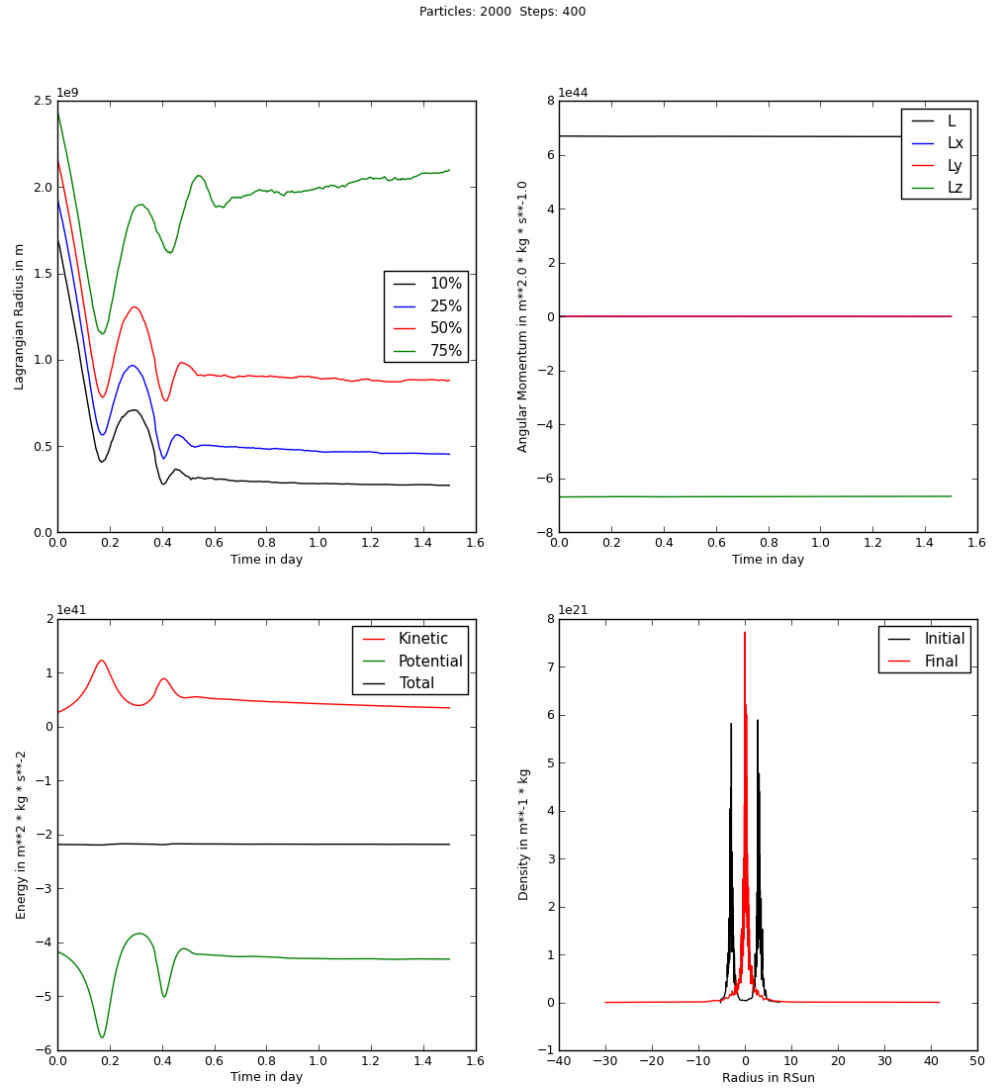 Particles: 2000  Steps: 400
1e9
2.5
2.0
1.5
1.0
0.5
0.0
Lagrangian Radius in m
10%
25%
50%
75%
0.0 0.2 0.4 0.6 0.8 1.0 1.2 1.4 1.6
Time in day
1e44
8
6
4
2
0
−2
−4
−6
−8
Angular Momentum in m**2.0 * kg * s**-1.0
L
Lx
Ly
Lz
0.0 0.2 0.4 0.6 0.8 1.0 1.2 1.4 1.6
Time in day
1e41
2
1
0
−1
−2
−3
−4
−5
−6
Energy in m**2 * kg * s**-2
Kinetic
Potential
Total
0.0 0.2 0.4 0.6 0.8 1.0 1.2 1.4 1.6
Time in day
1e21
8
7
6
5
4
3
2
1
0
−1
Density in m**-1 * kg
Initial
Final
−40 −30 −20 −10 0 10 20 30 40 50
Radius in RSun